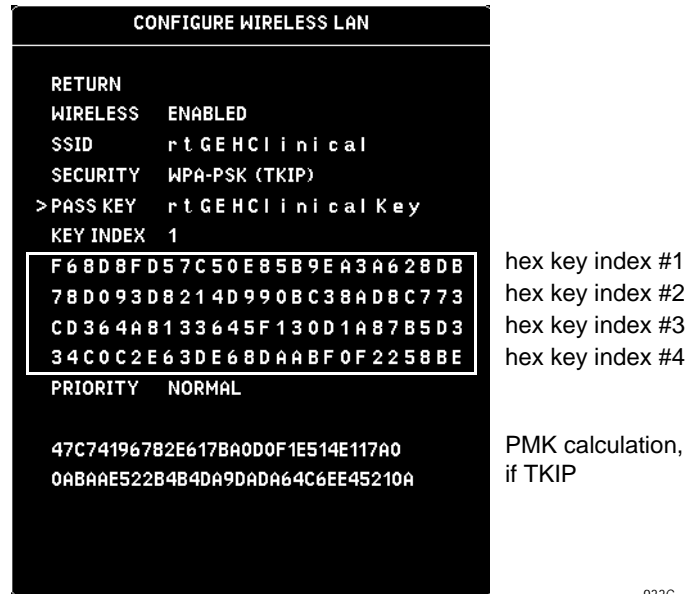 CONFIGURE WIRELESS LAN
RETURN
WIRELESS ENABLED
SSID rtGEHClinical
SECURITY WPA-PSK (TKIP)
>PASS KEY rtGEHClinicalKey
KEY INDEX 1
F68D8FD57C50E85B9EA3A628DB hex key index #1
78D093D8214D990BC38AD8C773 hex key index #2
CD364A8133645F130D1A87B5D3 hex key index #3
34C0C2E63DE68DAABF0F2258BE hex key index #4
PRIORITY NORMAL
47C74196782E617BA0D0F1E514E117A0 PMK calculation,
0ABAAE522B4B4DA9DADA64C6EE45210A if TKIP